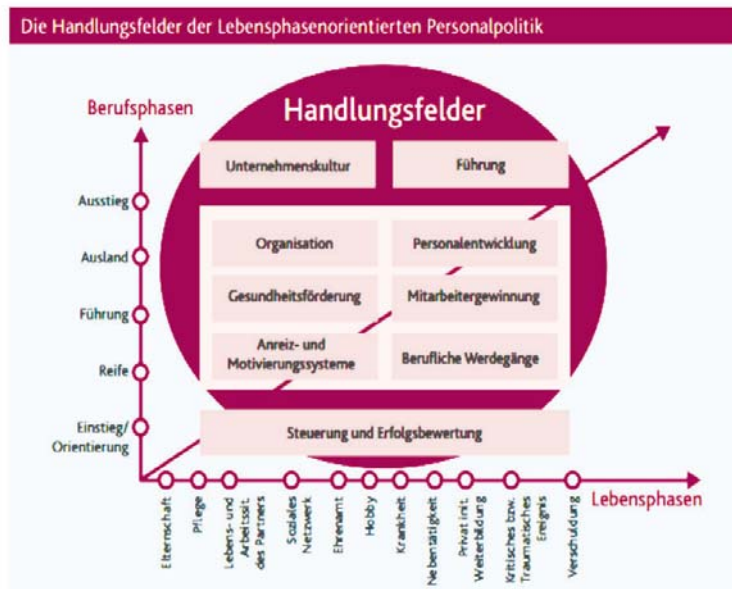 Die Handlungsfelder der Lebensphasenorientierten Personalpolitik
Berufsphasen
Handlungsfelder
Unternehmenskultur
Führung
Ausstieg
Ausland
Führung
Reife
Einstieg/
Orientierung
Organisation
Personalentwicklung
Gesundheitsförderung
Mitarbeitergewinnung
Anreiz- und
Motivierungssysteme
Berufliche Werdegänge
Steuerung und Erfolgsbewertung
Lebensphasen
Elternschaft
Pflege
Lebens- und
Arbeitssit.
des Partners
Soziales
Netzwerk
Ehrenamt
Hobby
Krankheit
Nebentätigkeit
Privat init.
Weiterbildung
Kritisches bzw.
Traumatisches
Ereignis
Verschuldung